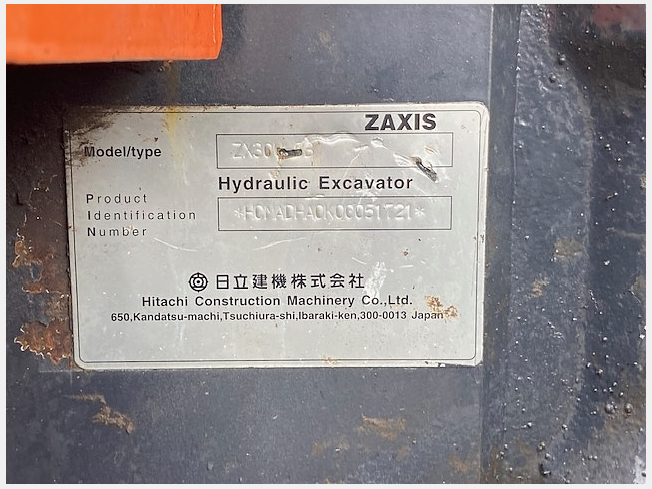 ZAXIS
Model/type
Hydraulic Excavator
Product
Identification
Number
*HCMADHA0K00051721*
日立建機株式会社
Hitachi Construction Machinery Co.,Ltd.
650,Kandatsu-machi,Tsuchiura-shi,Ibaraki-ken,300-0013 Japan